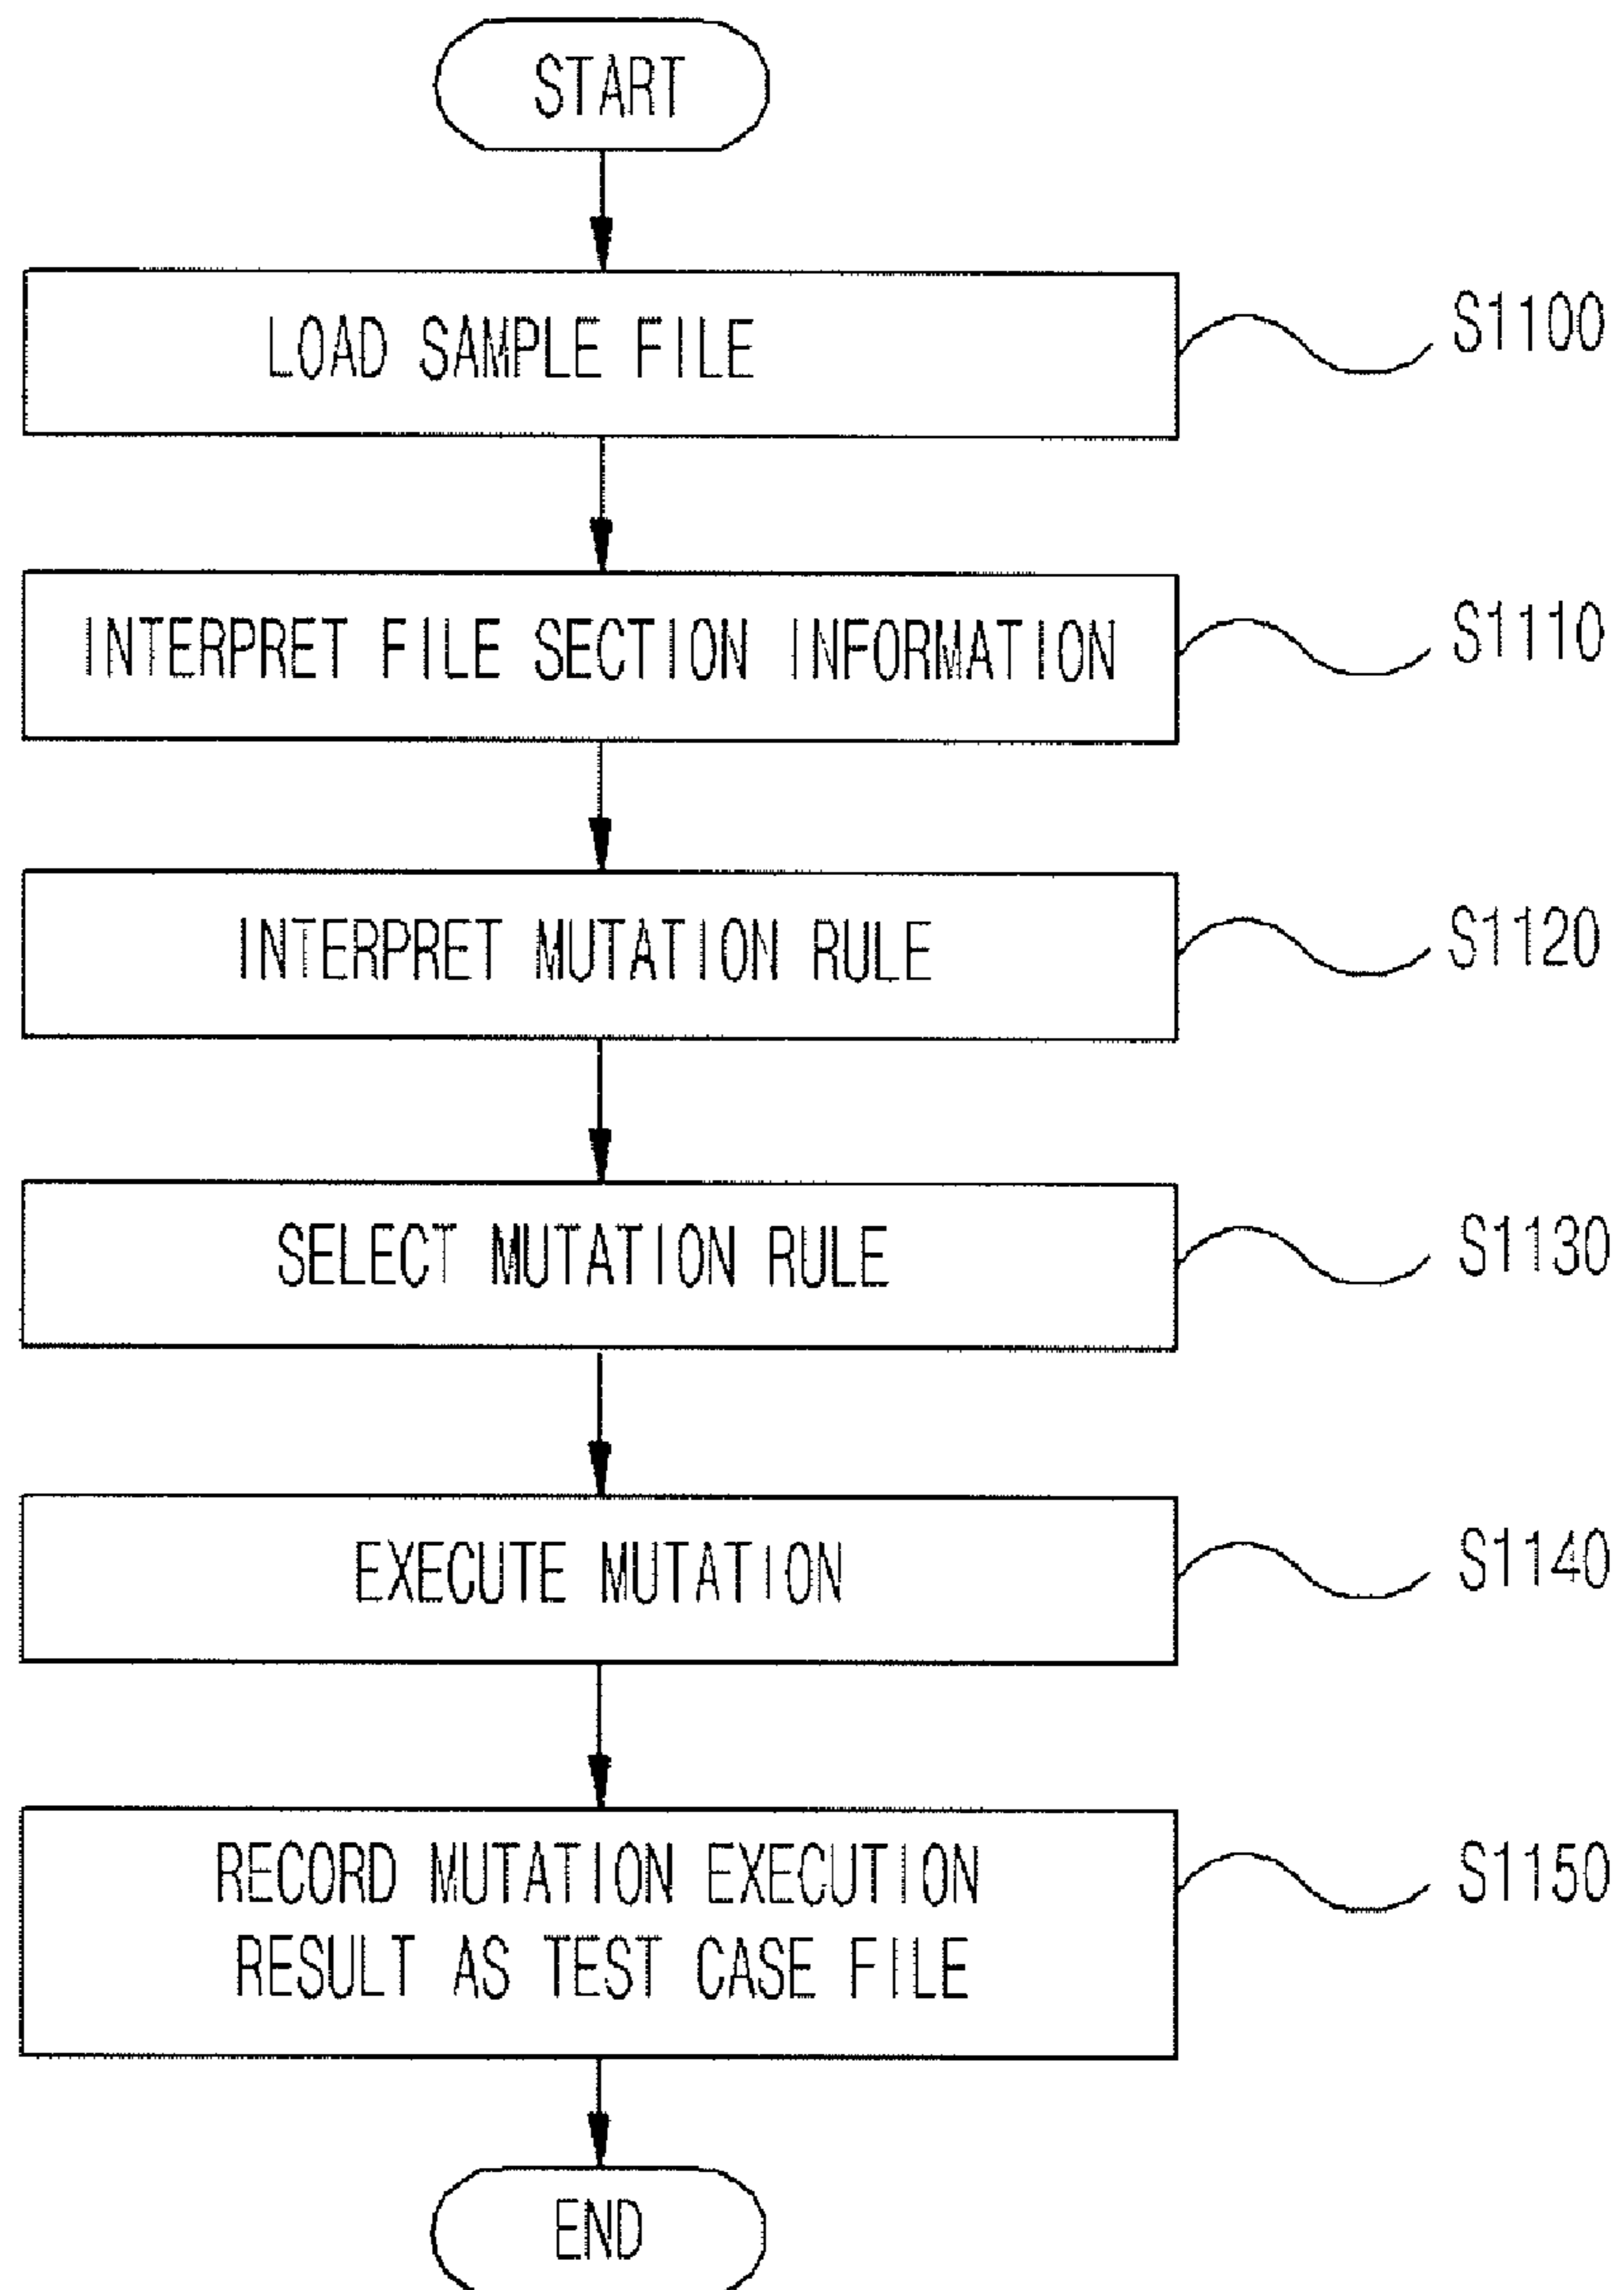 START
LOAD SAMPLE FILE
S1100
INTERPRET FILE SECTION INFORMATION
S1110
INTERPRET MUTATION RULE
S1120
SELECT MUTATION RULE
S1130
EXECUTE MUTATION
S1140
RECORD MUTATION EXECUTION
RESULT AS TEST CASE FILE
S1150
END